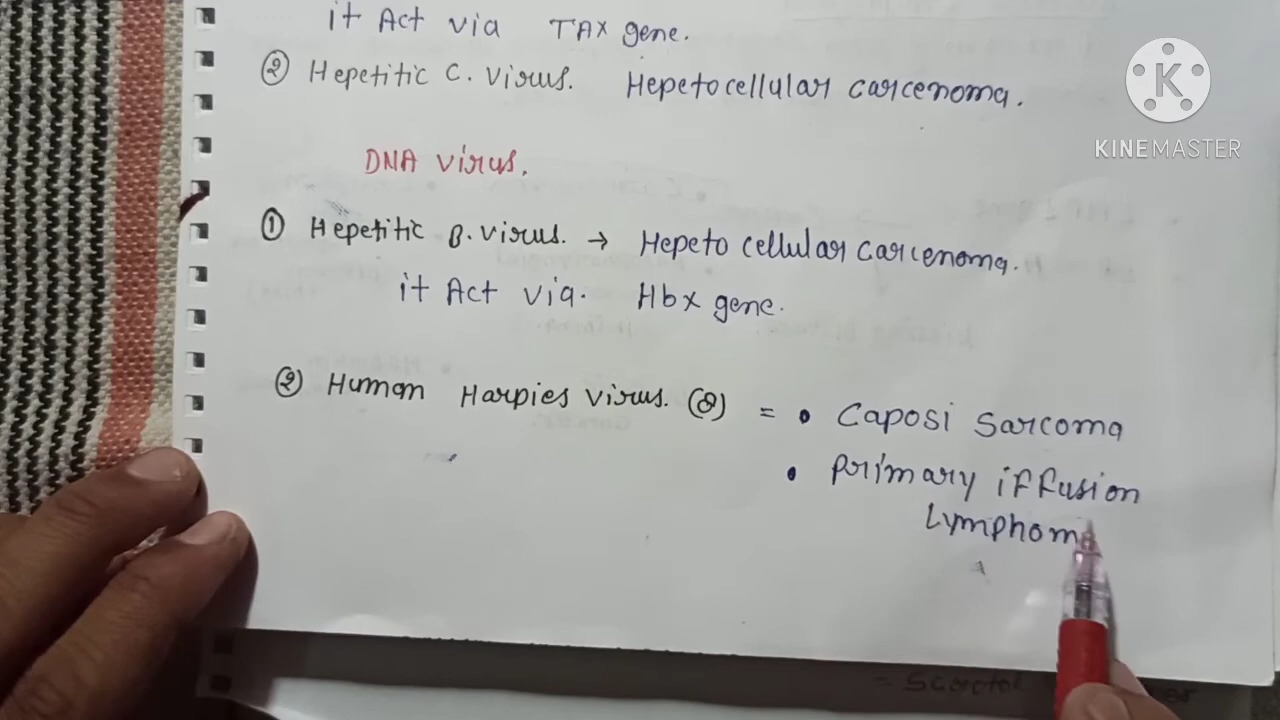 it Act via TAX gene.
② Hepetitic C. Virus. Hepetocellular carcenoma.
DNA virus.
① Hepetitic B. virus. → Hepeto cellular carcenoma.
it Act via. Hbx gene.
② Human Harpies virus. (8) = • Caposi Sarcoma
• Primary iffusion
Lymphoma
K
KINEMASTER